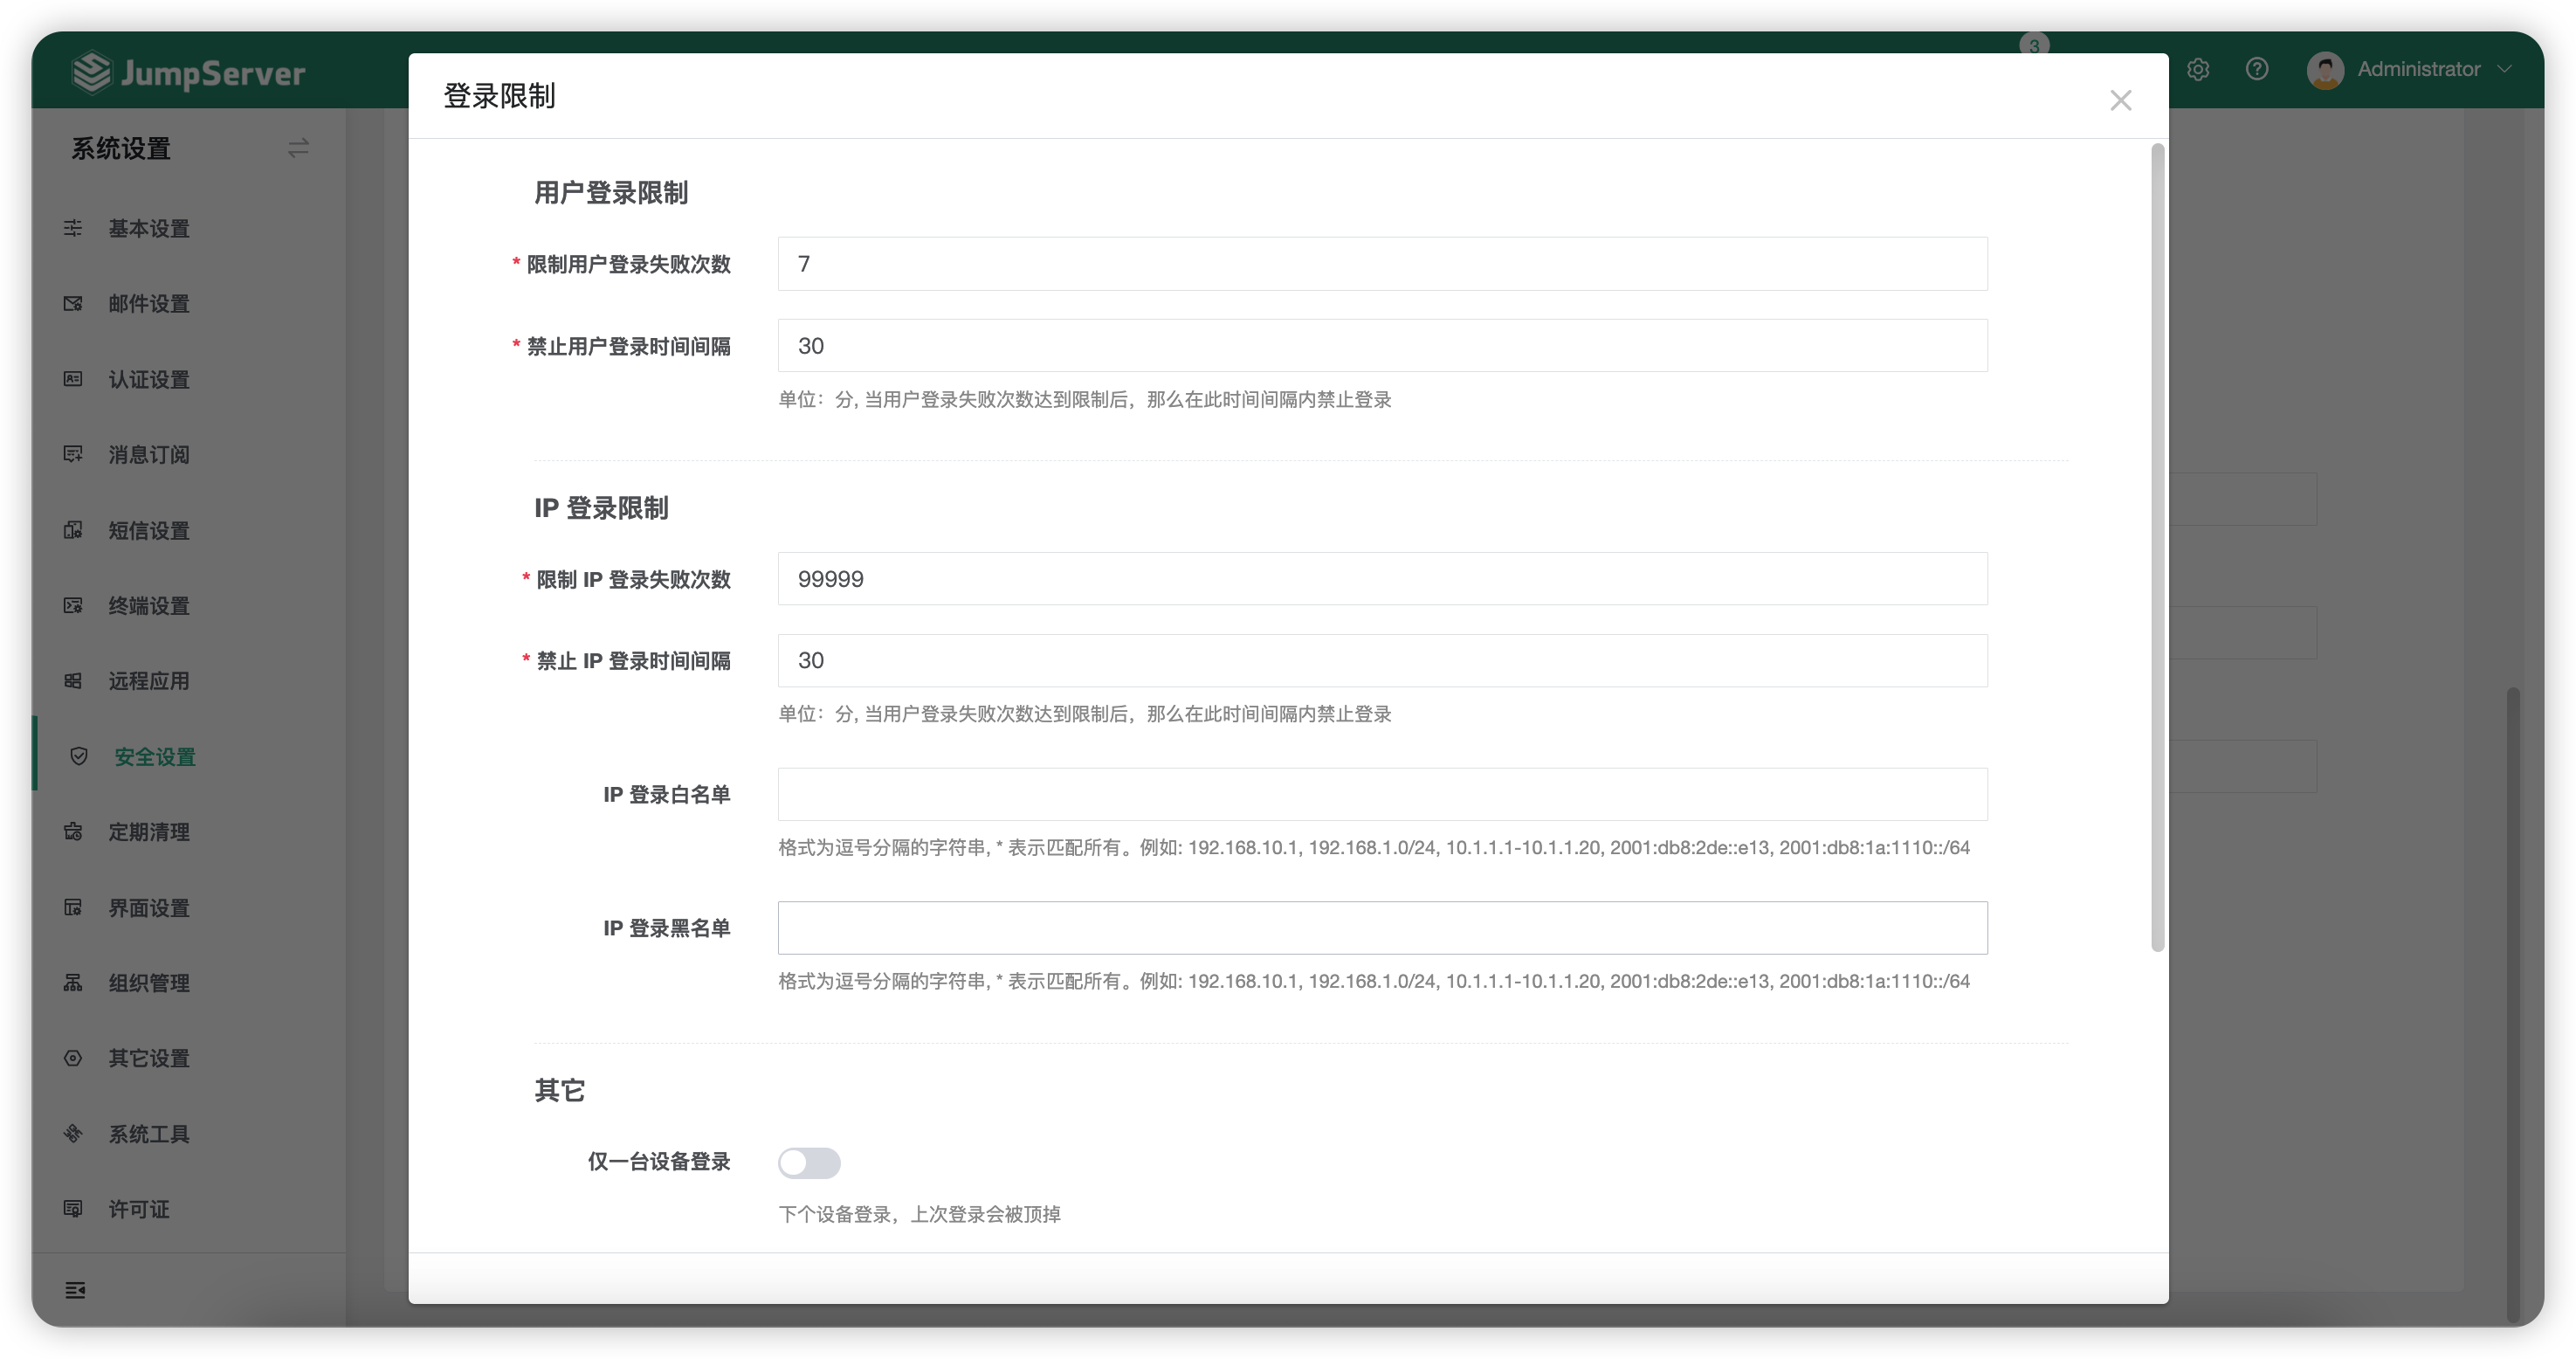 JumpServer
3
Administrator
系统设置
基本设置
邮件设置
认证设置
消息订阅
短信设置
终端设置
远程应用
安全设置
定期清理
界面设置
组织管理
其它设置
系统工具
许可证
登录限制
用户登录限制
* 限制用户登录失败次数
7
* 禁止用户登录时间间隔
30
单位：分, 当用户登录失败次数达到限制后，那么在此时间间隔内禁止登录
IP 登录限制
* 限制 IP 登录失败次数
99999
* 禁止 IP 登录时间间隔
30
单位：分, 当用户登录失败次数达到限制后，那么在此时间间隔内禁止登录
IP 登录白名单
格式为逗号分隔的字符串, * 表示匹配所有。例如: 192.168.10.1, 192.168.1.0/24, 10.1.1.1-10.1.1.20, 2001:db8:2de::e13, 2001:db8:1a:1110::/64
IP 登录黑名单
格式为逗号分隔的字符串, * 表示匹配所有。例如: 192.168.10.1, 192.168.1.0/24, 10.1.1.1-10.1.1.20, 2001:db8:2de::e13, 2001:db8:1a:1110::/64
其它
仅一台设备登录
下个设备登录，上次登录会被顶掉